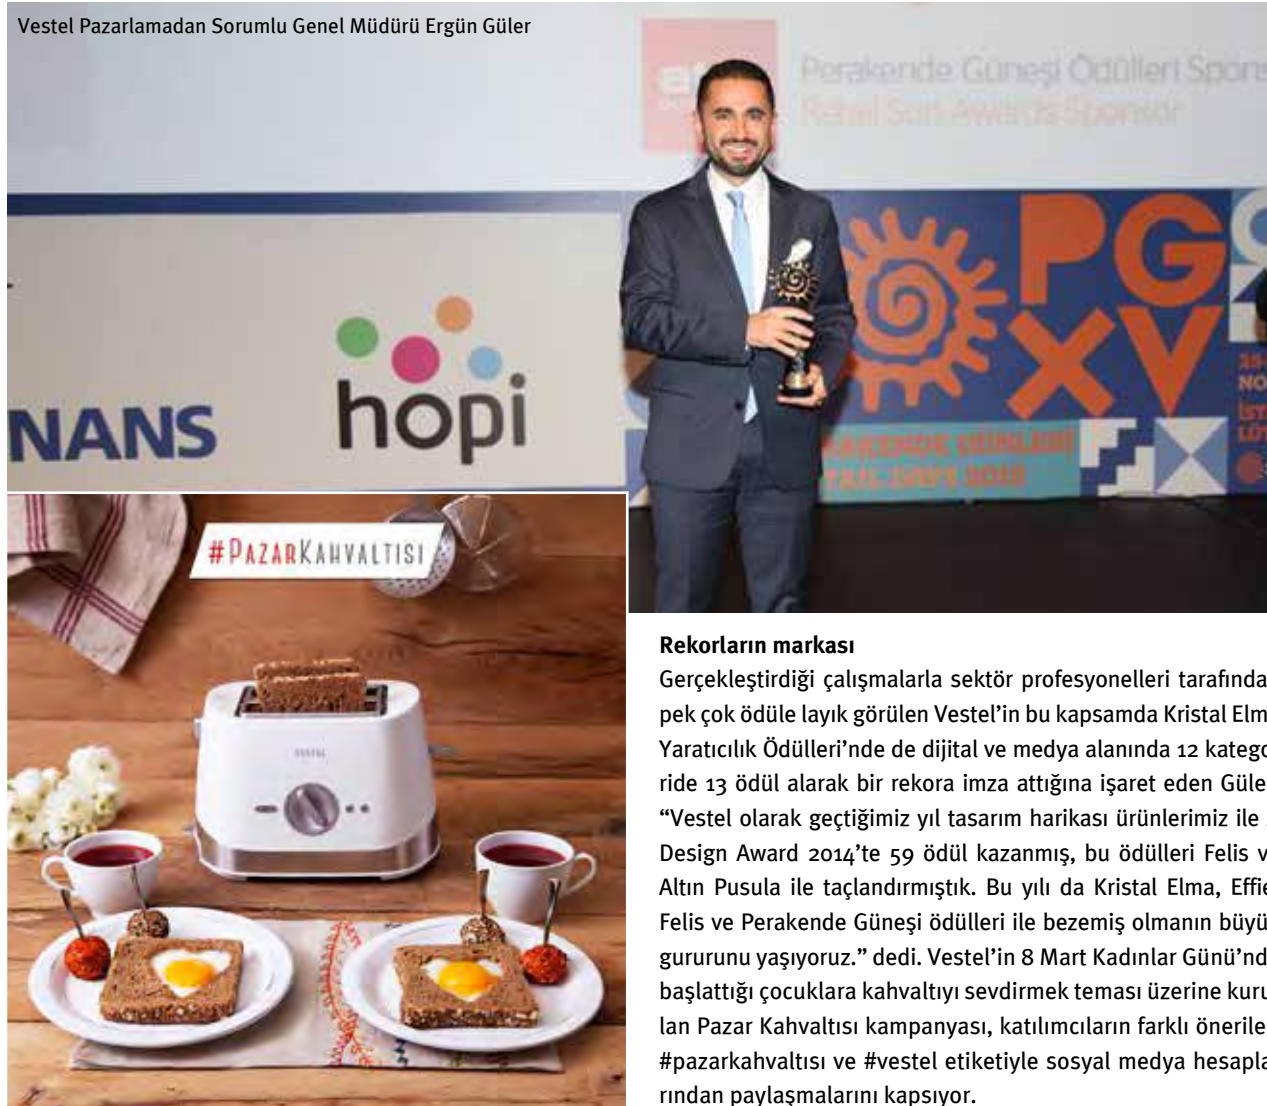 Vestel Pazarlamadan Sorumlu Genel Müdürü Ergün Güler
Perakende Güneşi Ödülleri Spons
Retail Sun Awards Sponsor
PG
XV
NO
NANS
hopi
#PAZARKAHVALTISI
VESTEL
Rekorların markası
Gerçekleştirdiği çalışmalarla sektör profesyonelleri tarafında
pek çok ödüle layık görülen Vestel’in bu kapsamda Kristal Elm
Yaratıcılık Ödülleri’nde de dijital ve medya alanında 12 katego
ride 13 ödül alarak bir rekora imza attığına işaret eden Güle
“Vestel olarak geçtiğimiz yıl tasarım harikası ürünlerimiz ile
Design Award 2014’te 59 ödül kazanmış, bu ödülleri Felis v
Altın Pusula ile taçlandırmıştık. Bu yılı da Kristal Elma, Effie
Felis ve Perakende Güneşi ödülleri ile bezemiş olmanın büyü
gururunu yaşıyoruz.” dedi. Vestel’in 8 Mart Kadınlar Günü’nd
başlattığı çocuklara kahvaltıyı sevdirmek teması üzerine kuru
lan Pazar Kahvaltısı kampanyası, katılımcıların farklı önerile
#pazarkahvaltısı ve #vestel etiketiyle sosyal medya hesapla
rından paylaşmalarını kapsıyor.